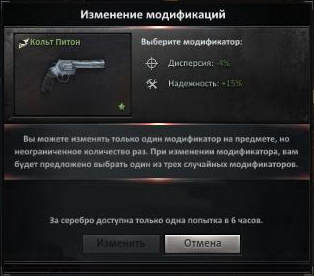 Изменение модификаций
Кольт Питон
Выберите модификатор:
Дисперсия: -4%
Надежность: +15%
Вы можете изменять только один модификатор на предмете, но
неограниченное количество раз. При изменении модификатора, вам
будет предложено выбрать один из трех случайных модификаторов.
За серебро доступна только одна попытка в 6 часов.
Изменить
Отмена